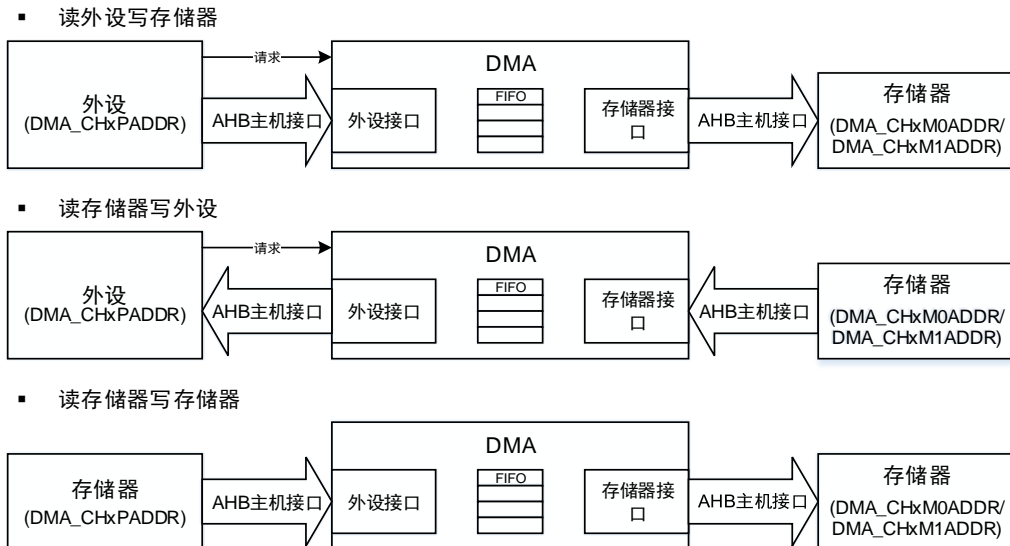 ▪ 读外设写存储器
请求
DMA
外设
(DMA_CHxPADDR)
AHB主机接口
外设接口
FIFO
存储器接
口
AHB主机接口
存储器
(DMA_CHxM0ADDR/
DMA_CHxM1ADDR)
▪ 读存储器写外设
请求
DMA
外设
(DMA_CHxPADDR)
AHB主机接口
外设接口
FIFO
存储器接
口
AHB主机接口
存储器
(DMA_CHxM0ADDR/
DMA_CHxM1ADDR)
▪ 读存储器写存储器
DMA
存储器
(DMA_CHxPADDR)
AHB主机接口
外设接口
FIFO
存储器接
口
AHB主机接口
存储器
(DMA_CHxM0ADDR/
DMA_CHxM1ADDR)